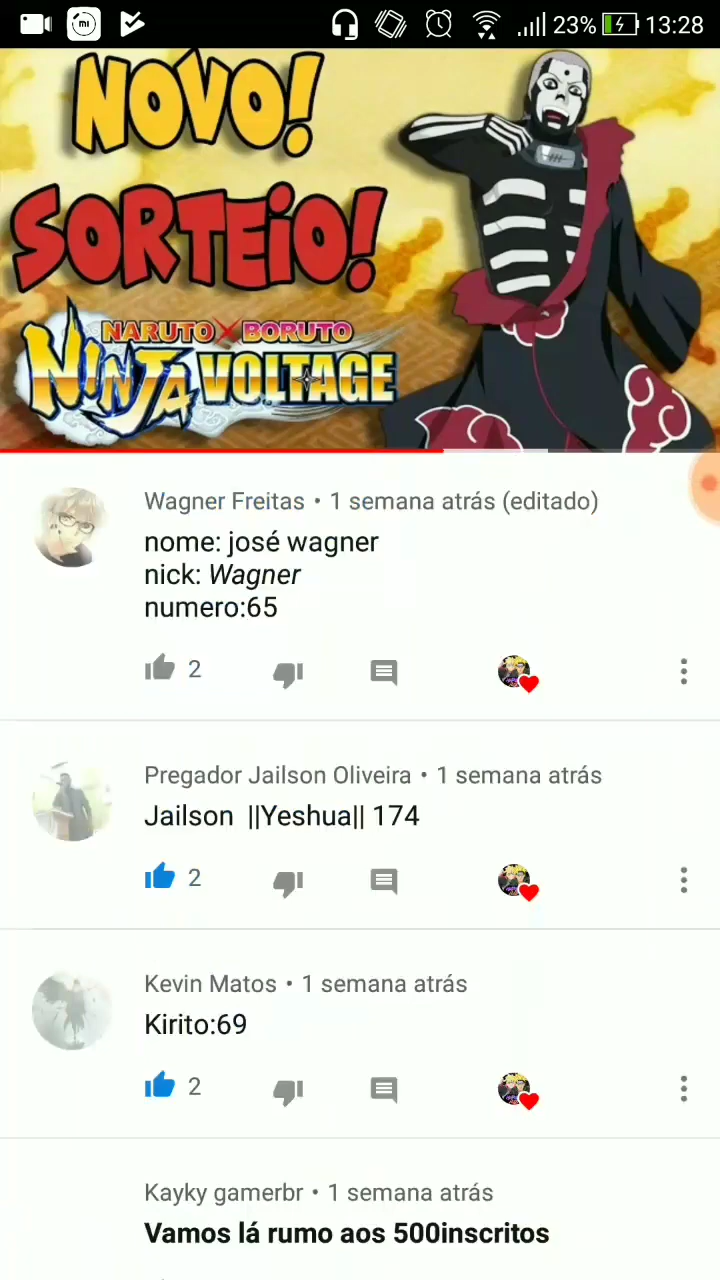 23% 13:28
NOVO!
SORTEIO!
NARUTO X BORUTO
NINJA VOLTAGE
Wagner Freitas • 1 semana atrás (editado)
nome: josé wagner
nick: Wagner
numero:65
2
Pregador Jailson Oliveira • 1 semana atrás
Jailson ||Yeshua|| 174
2
Kevin Matos • 1 semana atrás
Kirito:69
2
Kayky gamerbr • 1 semana atrás
Vamos lá rumo aos 500inscritos